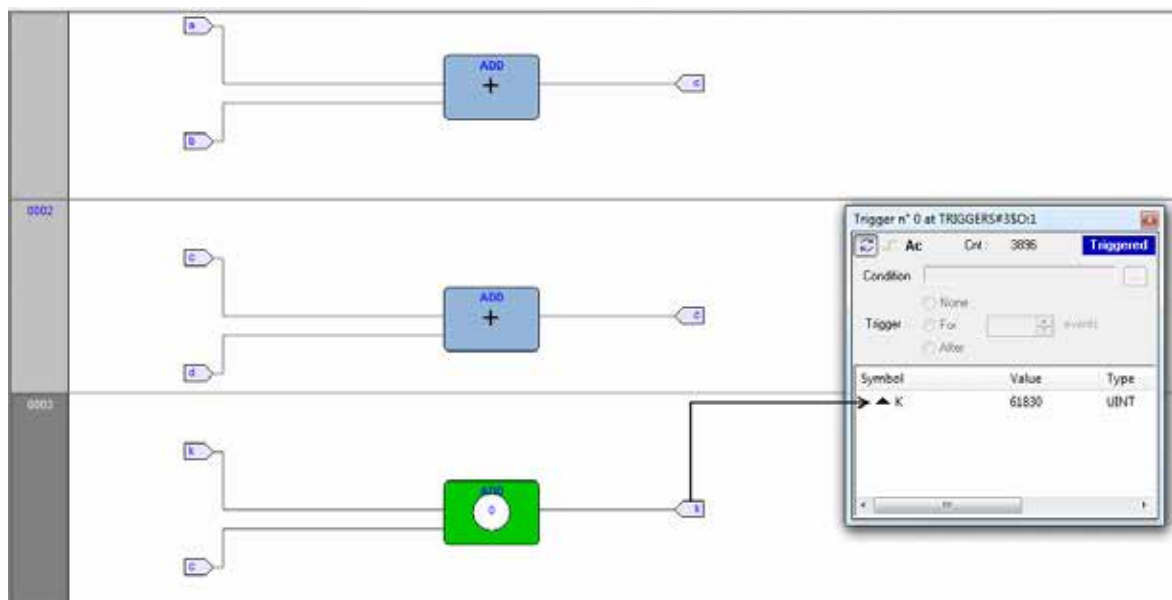 a
ADD
+
c
b
0002
c
ADD
+
c
d
0003
k
ADD
0
k
c
Trigger n° 0 at TRIGGERS#3$O:1
Ac Cnt : 3896 Triggered
Condition ...
None
Trigger For events
After
Symbol Value Type
K 61830 UINT